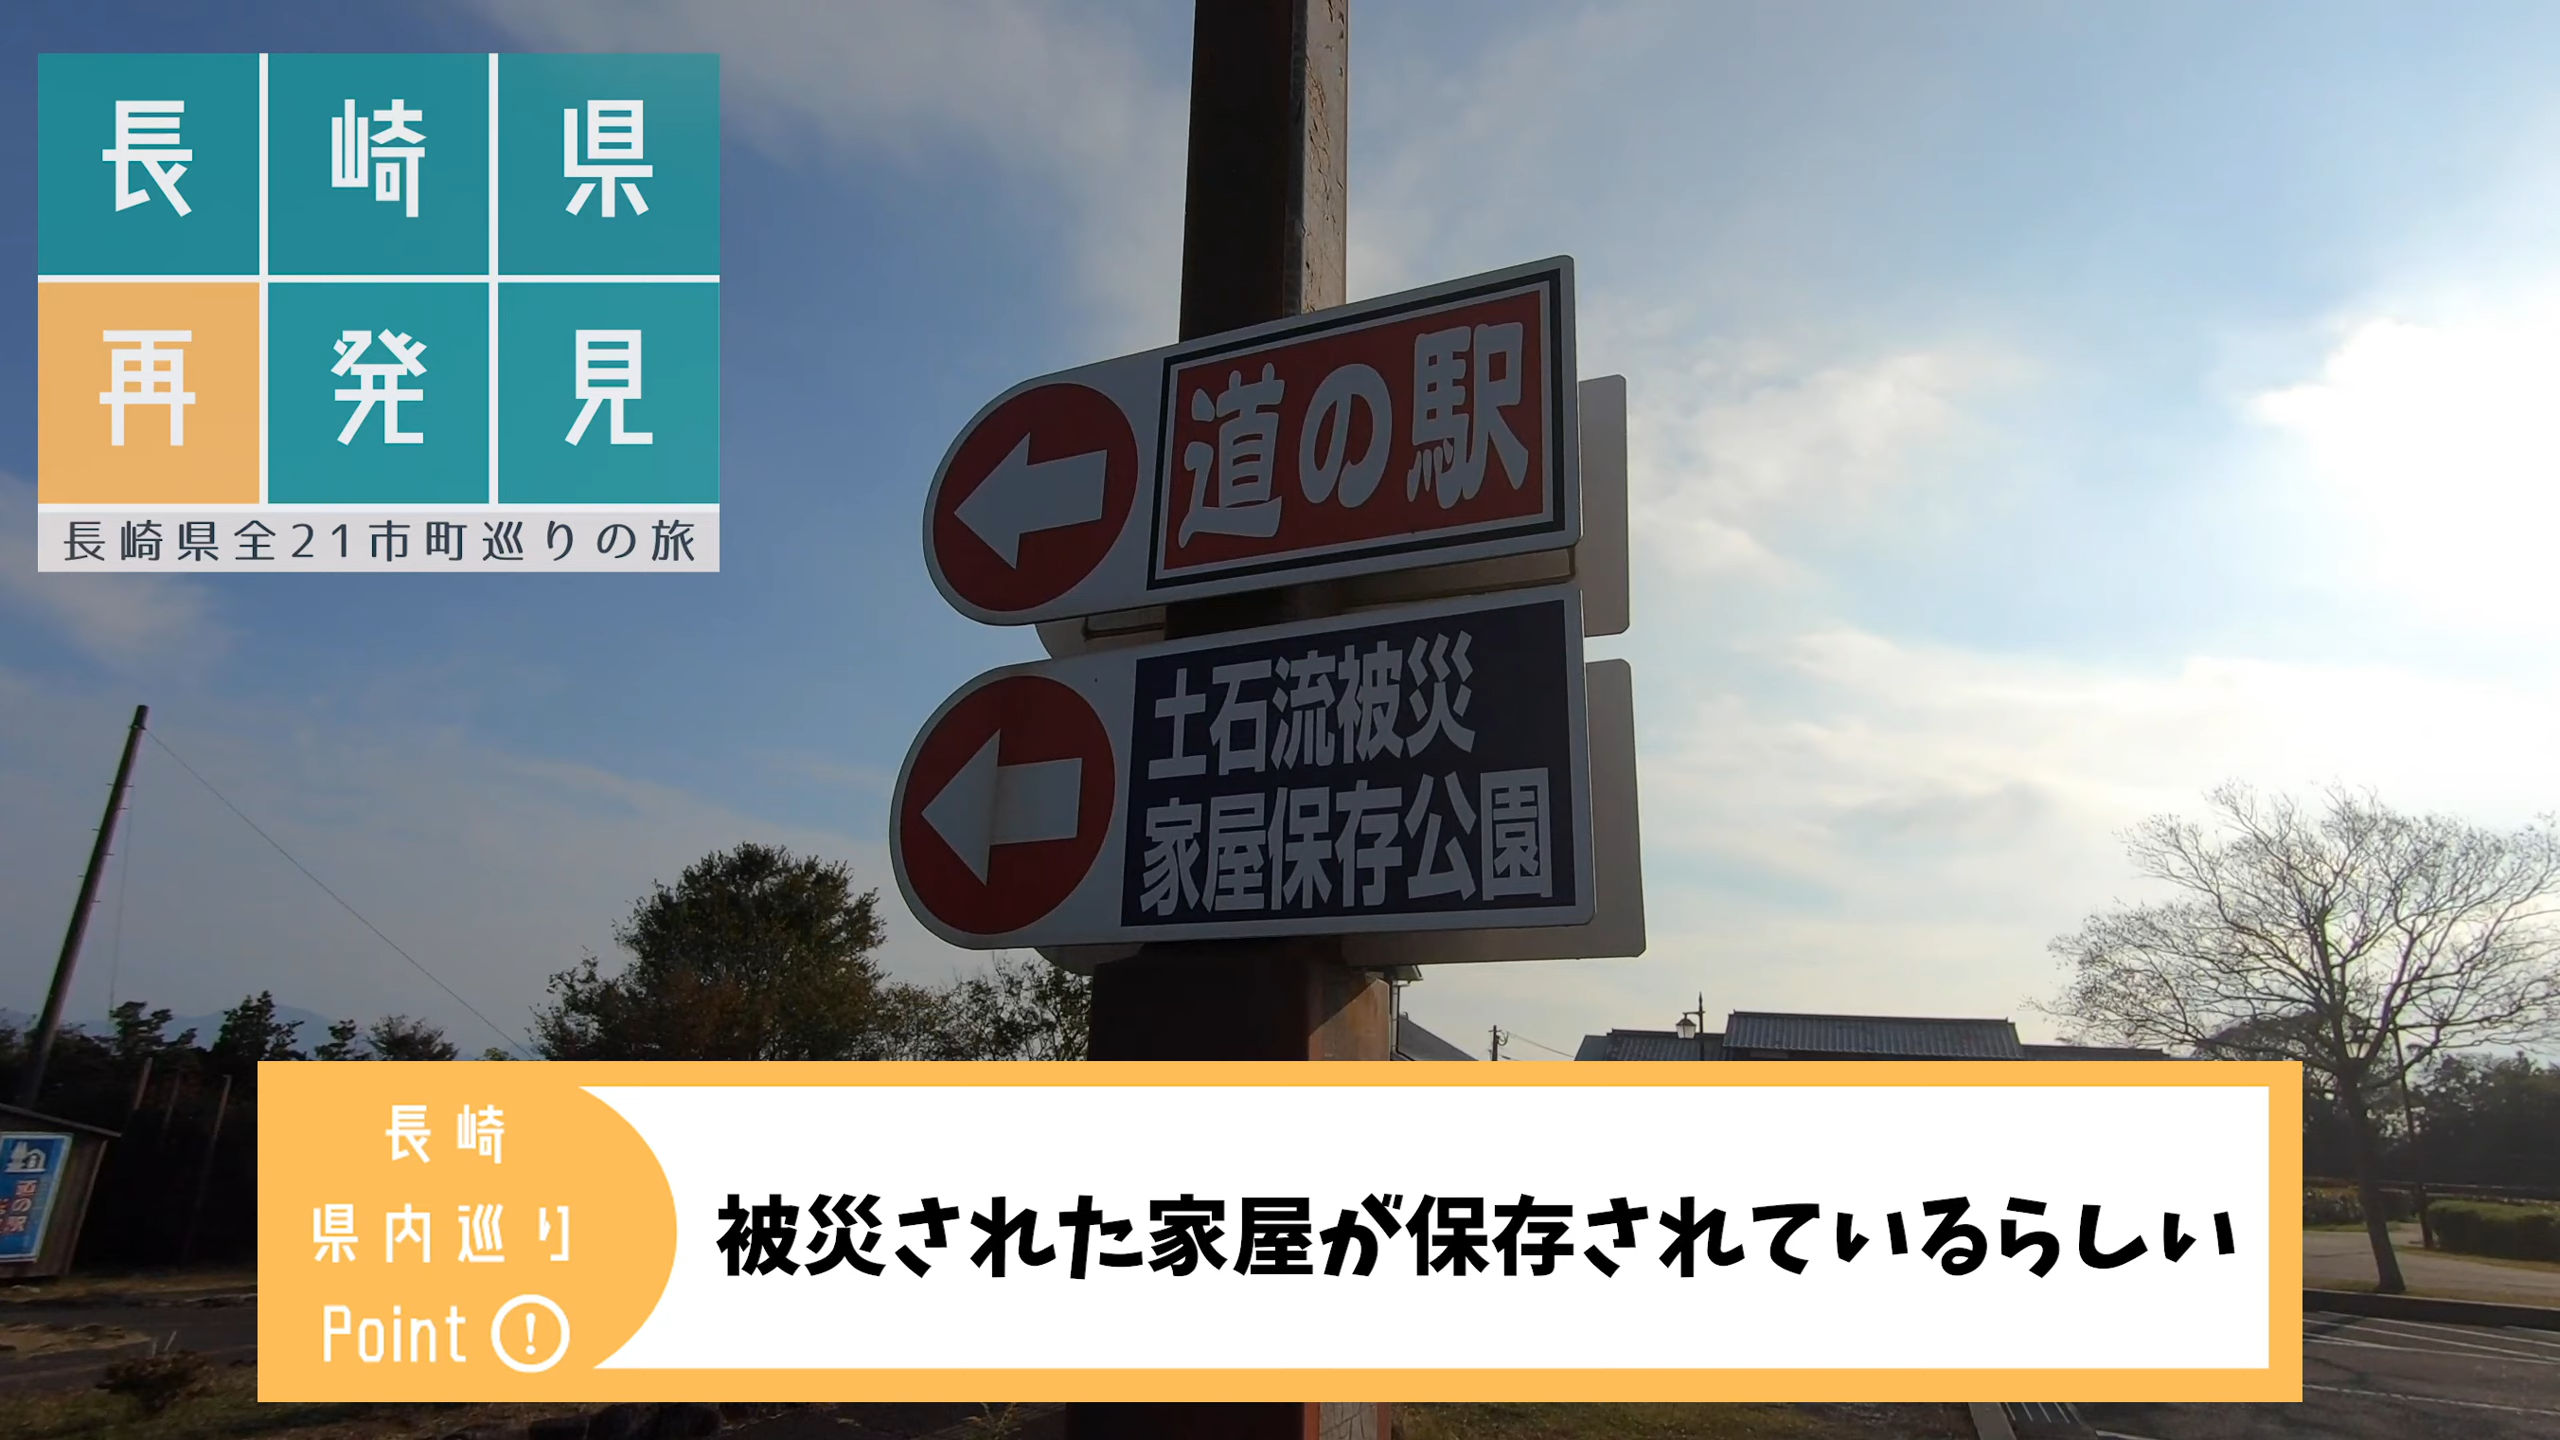 長崎県
再発見
長崎県全21市町巡りの旅
道の駅
土石流被災
家屋保存公園
長崎
県内巡り
Point!
被災された家屋が保存されているらしい